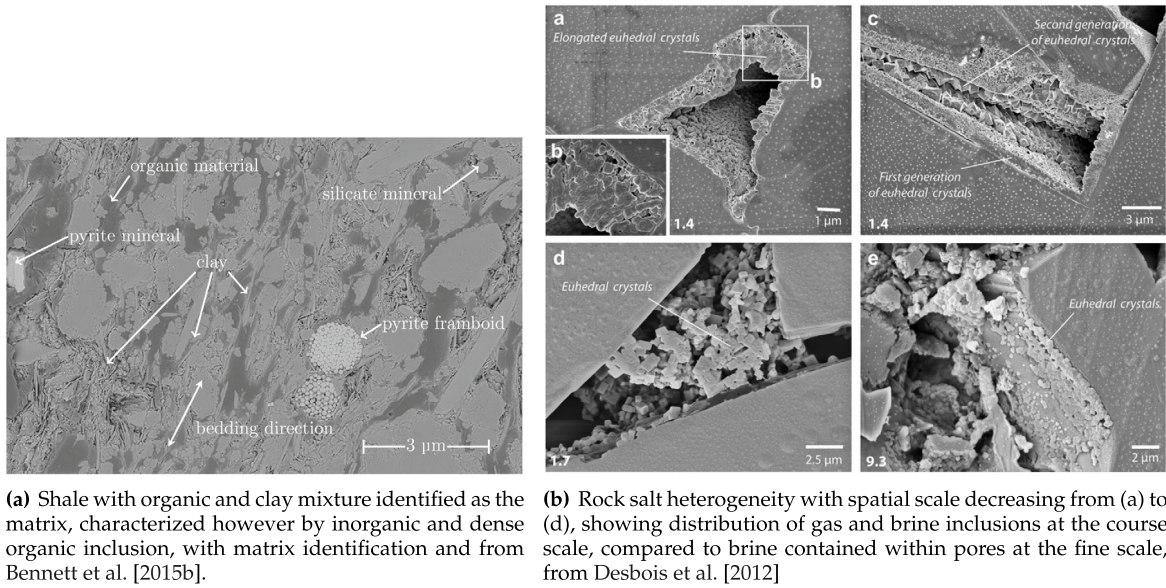 organic material
silicate mineral
pyrite mineral
clay
pyrite framboid
bedding direction
3 µm
(a) Shale with organic and clay mixture identified as the
matrix, characterized however by inorganic and dense
organic inclusion, with matrix identification and from
Bennett et al. [2015b].
a
Elongated euhedral crystals
b
b
1.4
1 µm
c
Second generation
of euhedral crystals
First generation
of euhedral crystals
1.4
3 µm
d
Euhedral crystals
1.7
2.5 µm
e
Euhedral crystals
9.3
2 µm
(b) Rock salt heterogeneity with spatial scale decreasing from (a) to
(d), showing distribution of gas and brine inclusions at the course
scale, compared to brine contained within pores at the fine scale,
from Desbois et al. [2012]